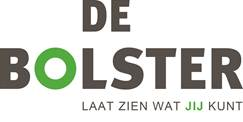 DE
BOLSTER
LAAT ZIEN WAT JIJ KUNT